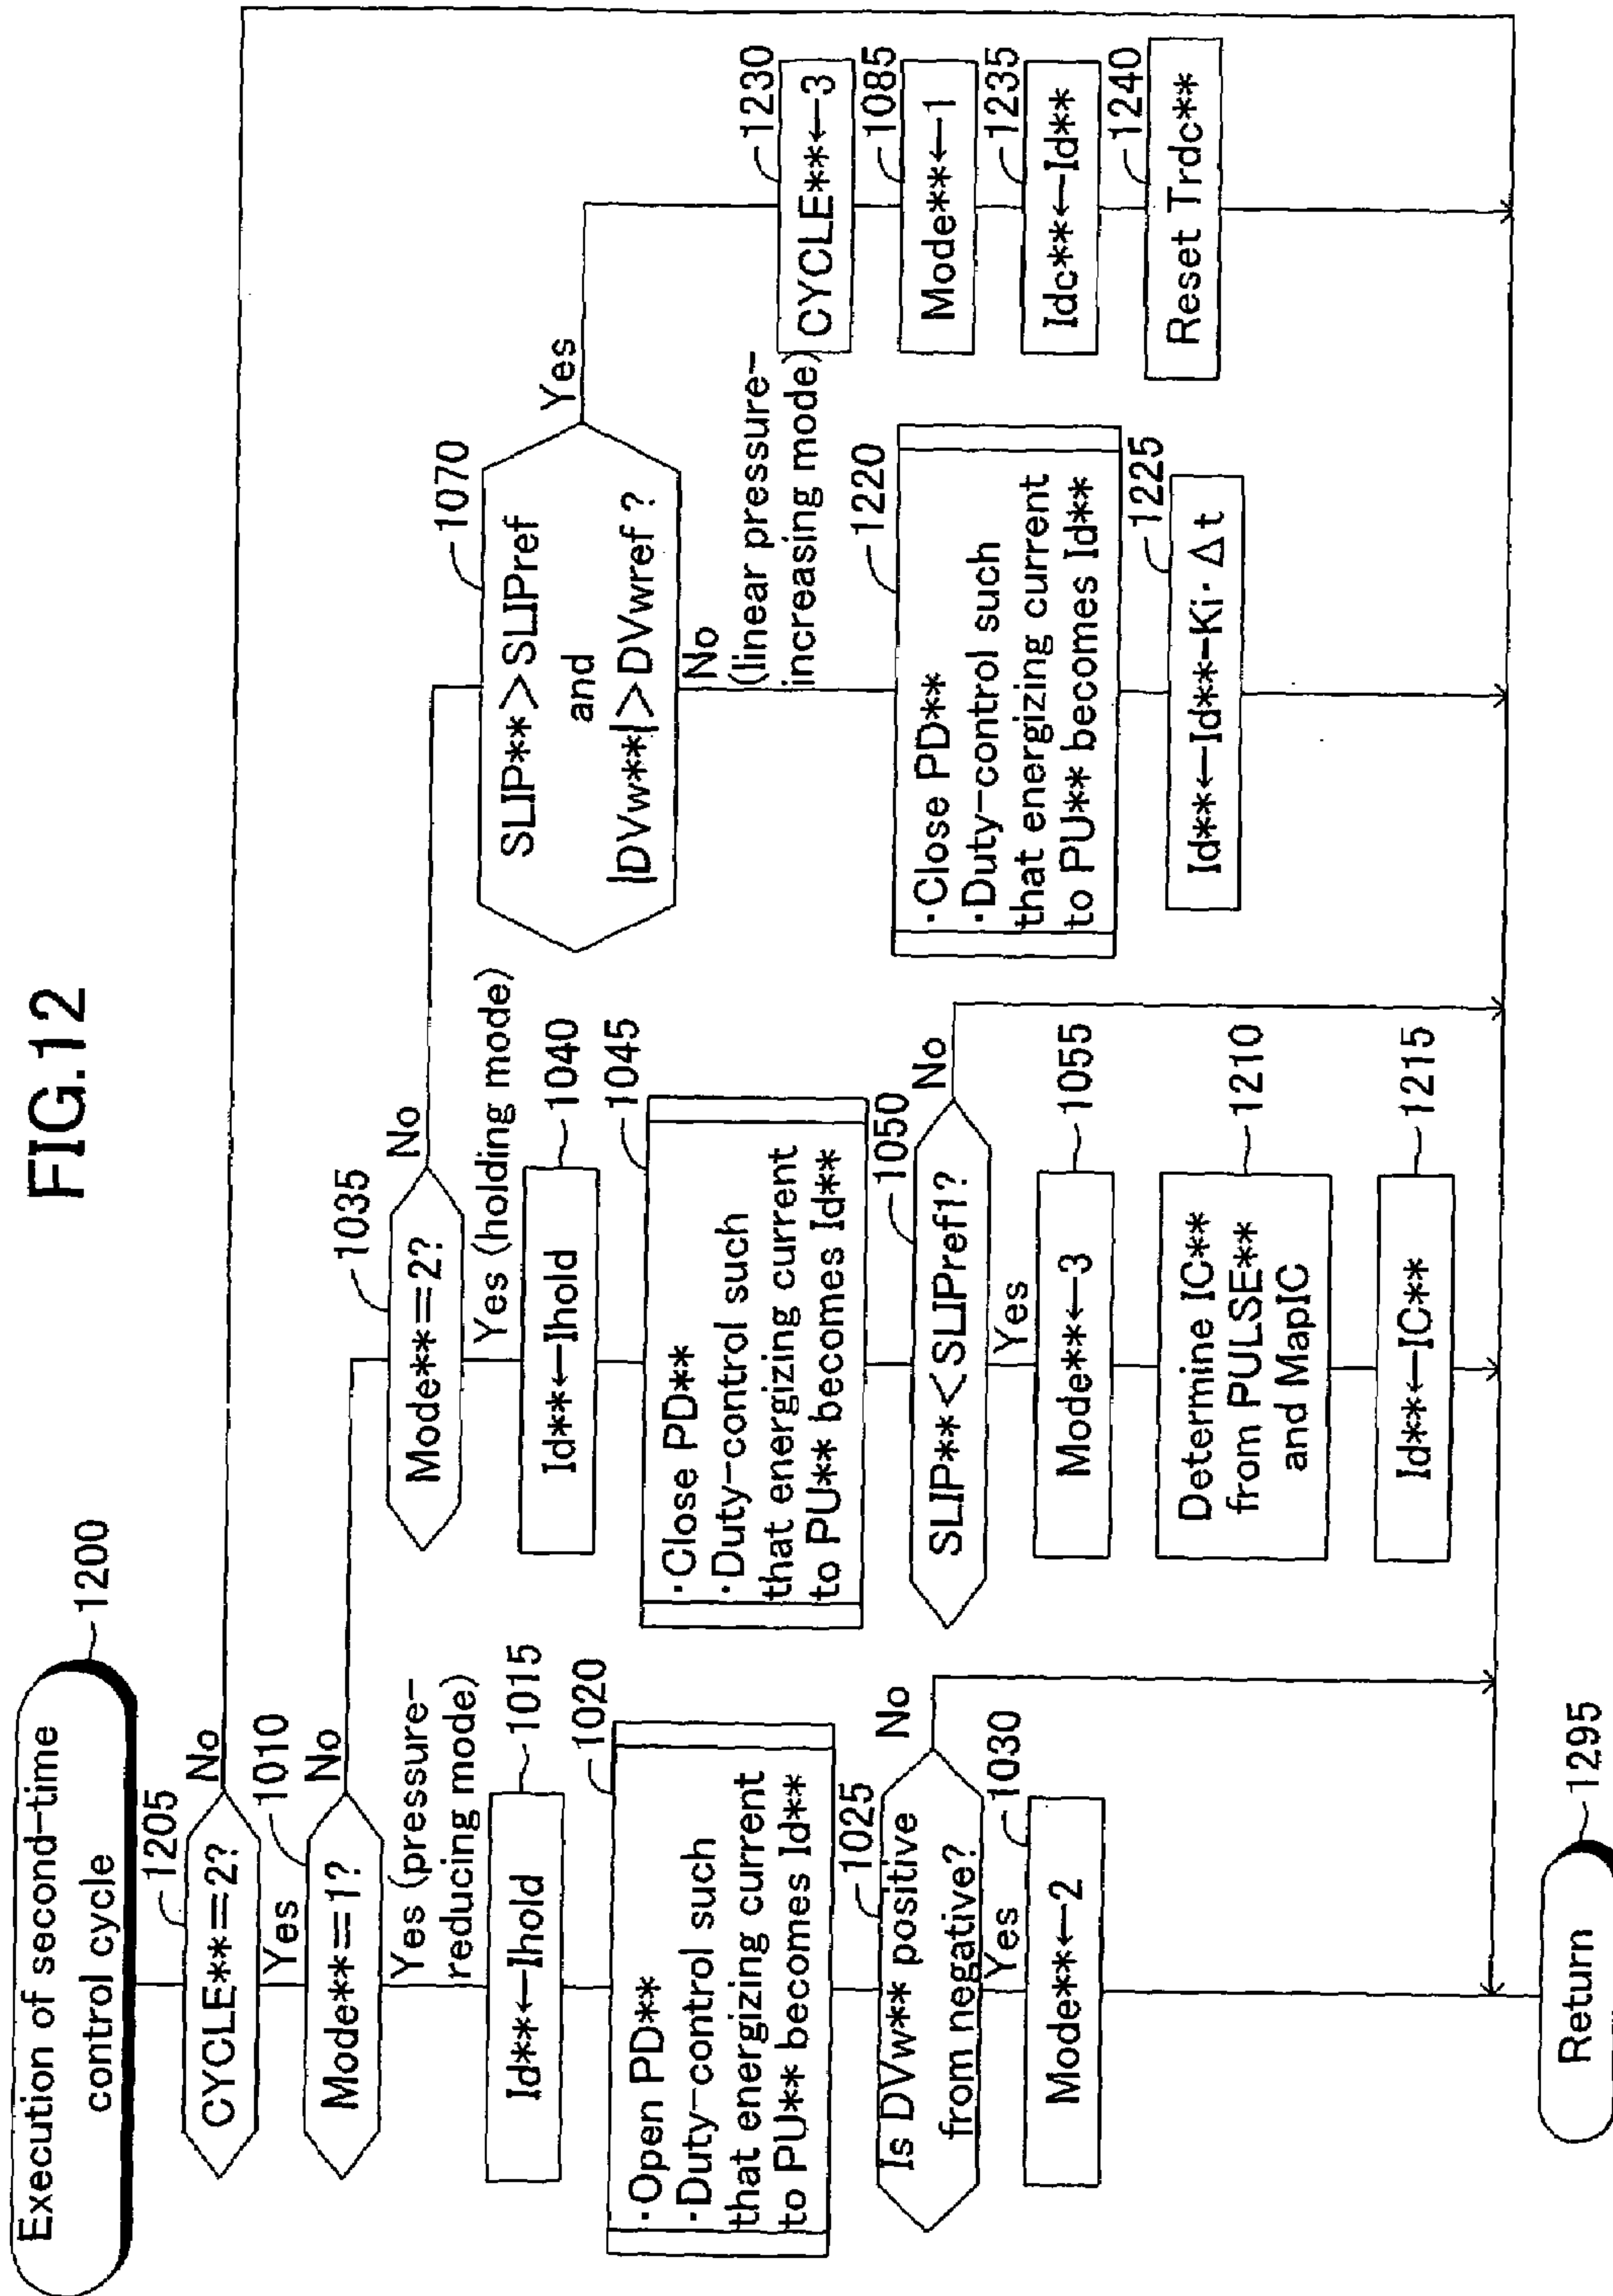 FIG.12
Execution of second-time
control cycle
1200
1205
CYCLE**==2?
No
Yes
1010
Mode**==1?
No
Yes (pressure-
reducing mode)
1015
Id**←Ihold
1020
·Open PD**
·Duty-control such
that energizing current
to PU** becomes Id**
1025
Is DVw** positive
from negative?
No
Yes
1030
Mode**←2
1035
Mode**==2?
No
Yes (holding mode)
1040
Id**←Ihold
1045
·Close PD**
·Duty-control such
that energizing current
to PU** becomes Id**
1050
SLIP**<SLIPref1?
No
Yes
1055
Mode**←3
1210
Determine IC**
from PULSE**
and MapIC
1215
Id**←IC**
1070
SLIP**>SLIPref
and
|DVw**|>DVwref?
Yes
No
(linear pressure-
increasing mode)
1220
·Close PD**
·Duty-control such
that energizing current
to PU** becomes Id**
1225
Id**←Id**-Ki·Δt
1230
CYCLE**←3
1085
Mode**←1
1235
Idc**←Id**
1240
Reset Trdc**
Return
1295